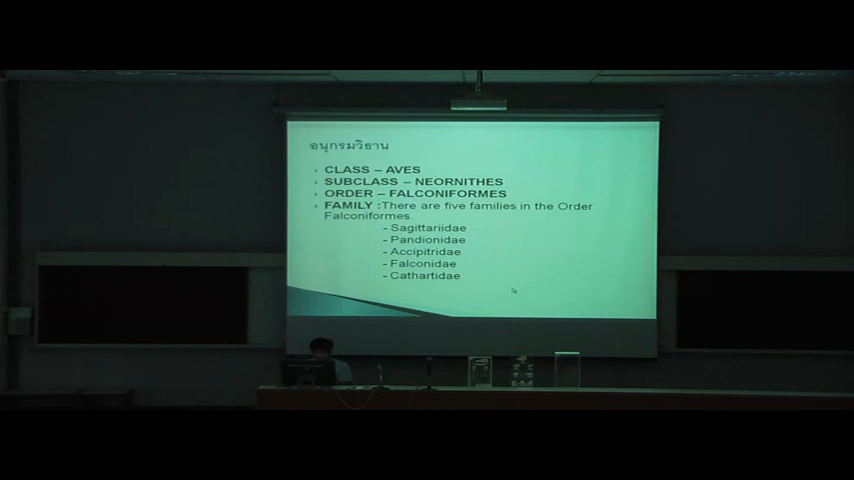 อนุกรมวิธาน
CLASS – AVES
SUBCLASS – NEORNITHES
ORDER – FALCONIFORMES
FAMILY : There are five families in the Order
Falconiformes.
- Sagittariidae
- Pandionidae
- Accipitridae
- Falconidae
- Cathartidae